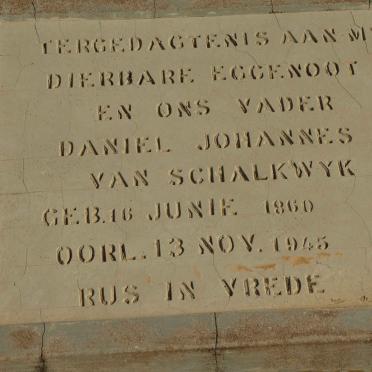 TERGEDAGTENIS AAN M
DIERBARE EGGENOOT
EN ONS VADER
DANIEL JOHANNES
VAN SCHALKWYK
GEB. 16 JUNIE 1860
OORL. 13 NOV. 1945
RUS IN VREDE